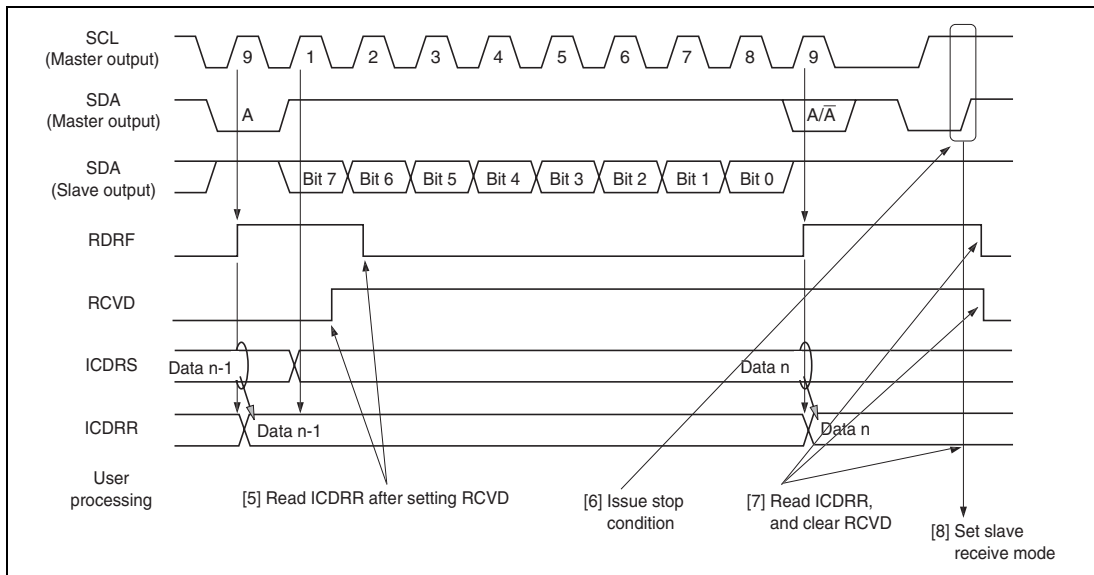 SCL
(Master output)
9 1 2 3 4 5 6 7 8 9
SDA
(Master output)
A A/A̅
SDA
(Slave output)
Bit 7 Bit 6 Bit 5 Bit 4 Bit 3 Bit 2 Bit 1 Bit 0
RDRF
RCVD
ICDRS
Data n-1 Data n
ICDRR
Data n-1 Data n
User
processing
[5] Read ICDRR after setting RCVD
[6] Issue stop
condition
[7] Read ICDRR,
and clear RCVD
[8] Set slave
receive mode